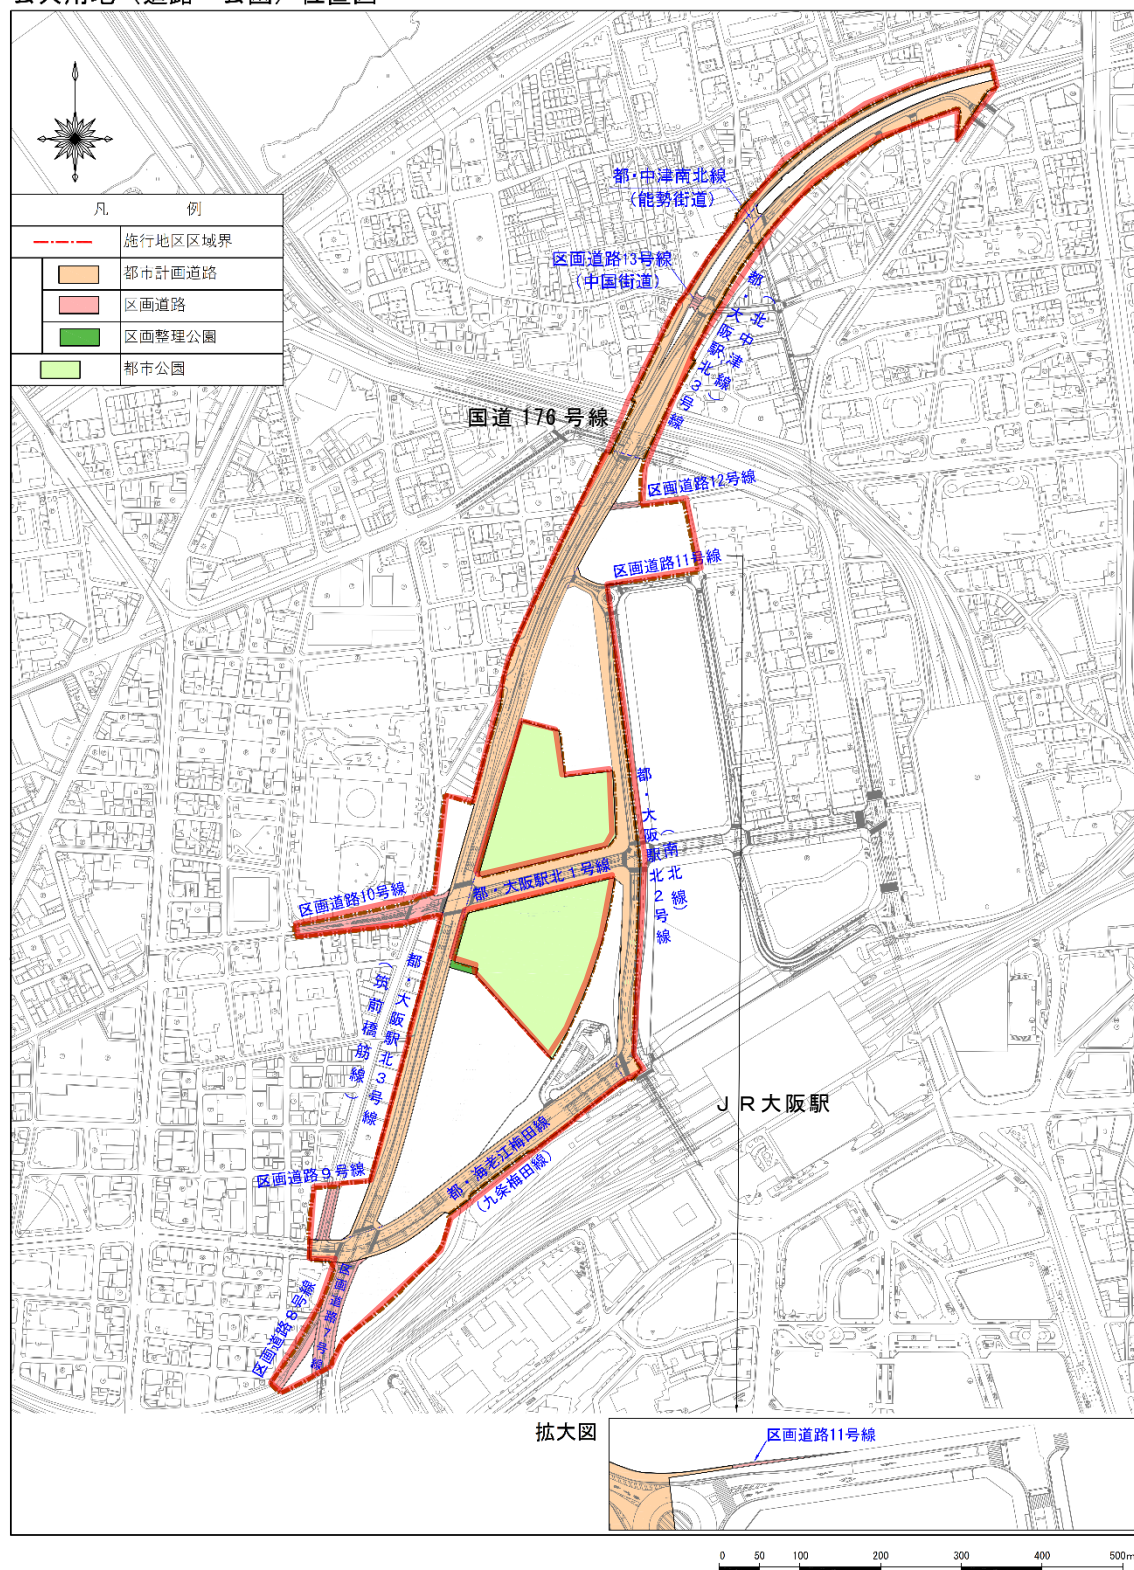 都・中津南北線
（能勢街道）
区画道路13号線
（中国街道）
凡　例
施行地区区域界
都市計画道路
区画道路
区画整理公園
都市公園
都・大阪駅北３号線
（北中津線）
国道 176 号線
区画道路12号線
区画道路11号線
都・大阪駅南北２号線
都・大阪駅北１号線
区画道路10号線
都・大阪駅北３号線
（筑前橋筋線）
ＪＲ大阪駅
都・海老江梅田線
（九条梅田線）
区画道路９号線
区画道路８号線
区画道路７号線
拡大図
区画道路11号線
0 50 100 200 300 400 500m